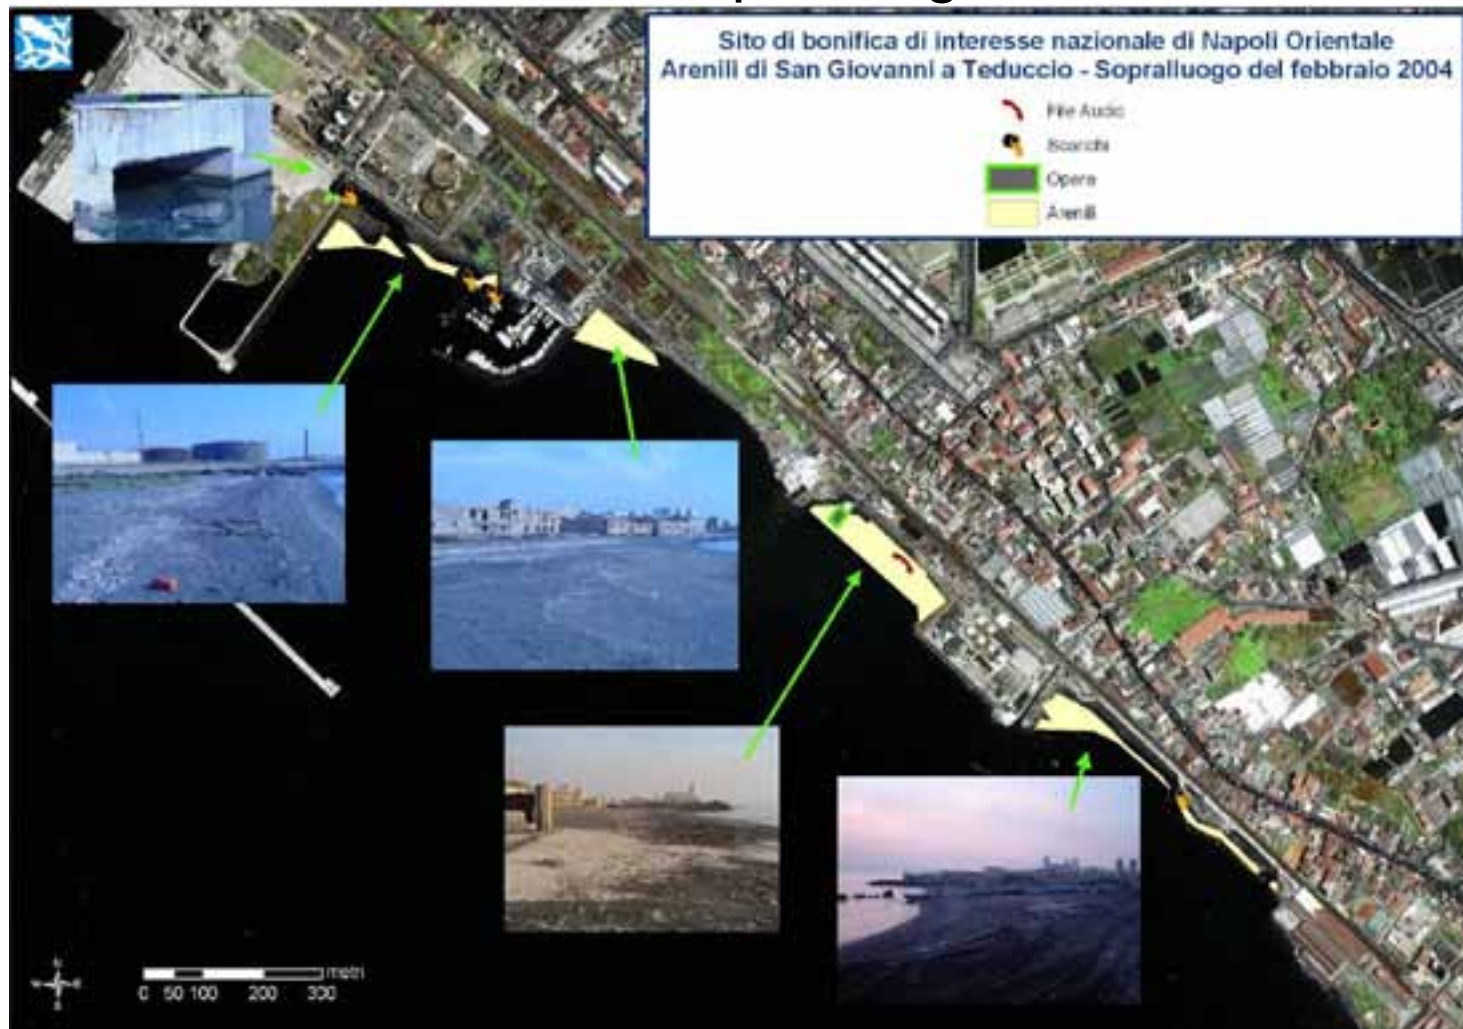 Sito di bonifica di interesse nazionale di Napoli Orientale
Arenili di San Giovanni a Teduccio - Sopralluogo del febbraio 2004
File Audio
Scarichi
Opera
Arenili
metri
0 50 100 200 300